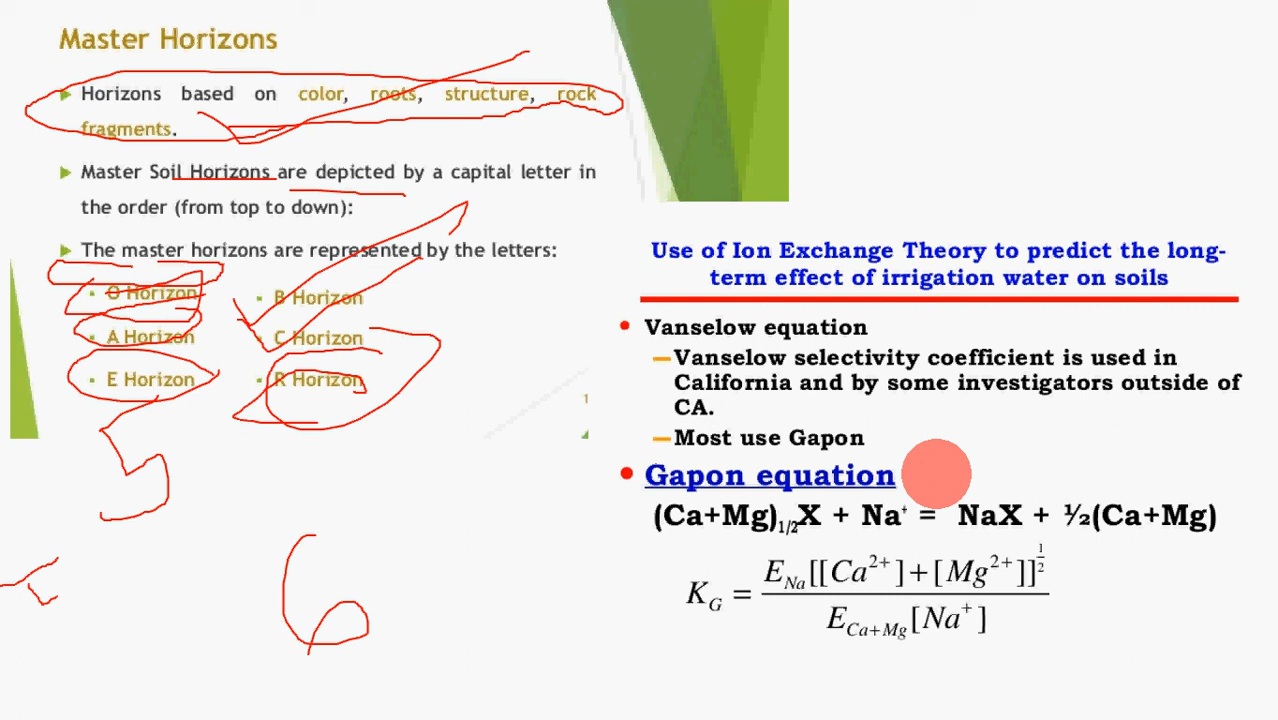 Master Horizons
Horizons based on color, roots, structure, rock
fragments.
Master Soil Horizons are depicted by a capital letter in
the order (from top to down):
The master horizons are represented by the letters:
O Horizon
A Horizon
E Horizon
B Horizon
C Horizon
R Horizon
1
5
6
Use of Ion Exchange Theory to predict the long-
term effect of irrigation water on soils
Vanselow equation
—Vanselow selectivity coefficient is used in
California and by some investigators outside of
CA.
—Most use Gapon
Gapon equation
(Ca+Mg)1/2X + Na+ = NaX + ½(Ca+Mg)
K_G = E_Na[[Ca²⁺]+[Mg²⁺]]^(1/2) / E_Ca+Mg[Na⁺]